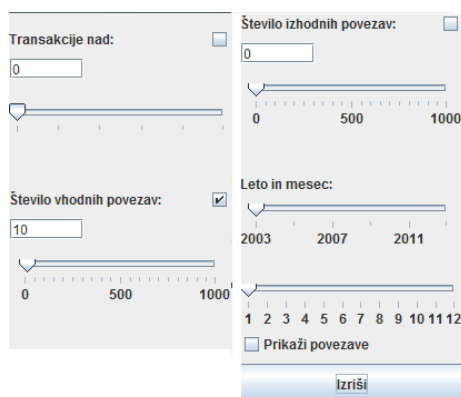 Transakcije nad:
0
Število vhodnih povezav:
10
0 500 1000
Število izhodnih povezav:
0
0 500 1000
Leto in mesec:
2003 2007 2011
1 2 3 4 5 6 7 8 9 10 11 12
Prikaži povezave
Izriši